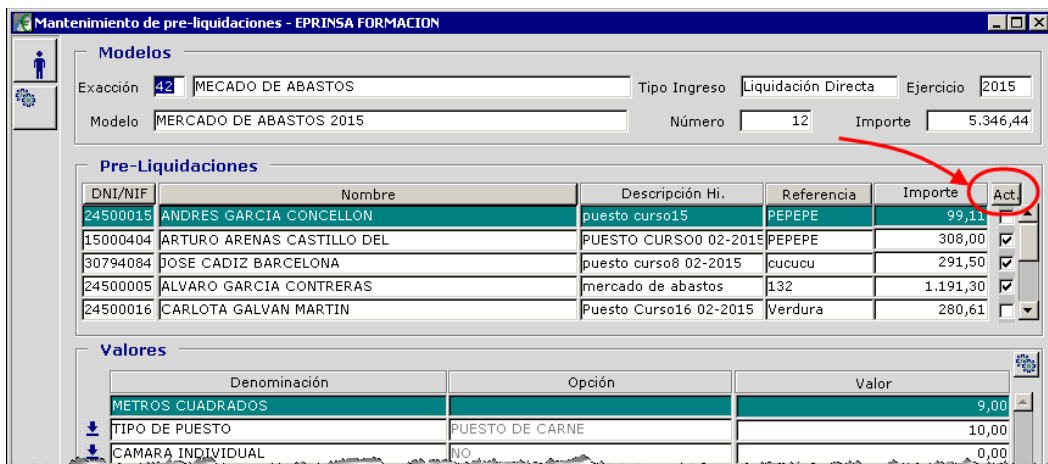 Mantenimiento de pre-liquidaciones - EPRINSA FORMACION
Modelos
Exacción 42 MECADO DE ABASTOS Tipo Ingreso Liquidación Directa Ejercicio 2015
Modelo MERCADO DE ABASTOS 2015 Número 12 Importe 5.346,44
Pre-Liquidaciones
DNI/NIF Nombre Descripción Hi. Referencia Importe Act.
24500015 ANDRES GARCIA CONCELLON puesto curso15 PEPEPE 99,11
15000404 ARTURO ARENAS CASTILLO DEL PUESTO CURSO0 02-2015 PEPEPE 308,00
30794084 JOSE CADIZ BARCELONA puesto curso8 02-2015 cucucu 291,50
24500005 ALVARO GARCIA CONTRERAS mercado de abastos 132 1.191,30
24500016 CARLOTA GALVAN MARTIN Puesto Curso16 02-2015 Verdura 280,61
Valores
Denominación Opción Valor
METROS CUADRADOS 9,00
TIPO DE PUESTO PUESTO DE CARNE 10,00
CAMARA INDIVIDUAL NO 0,00